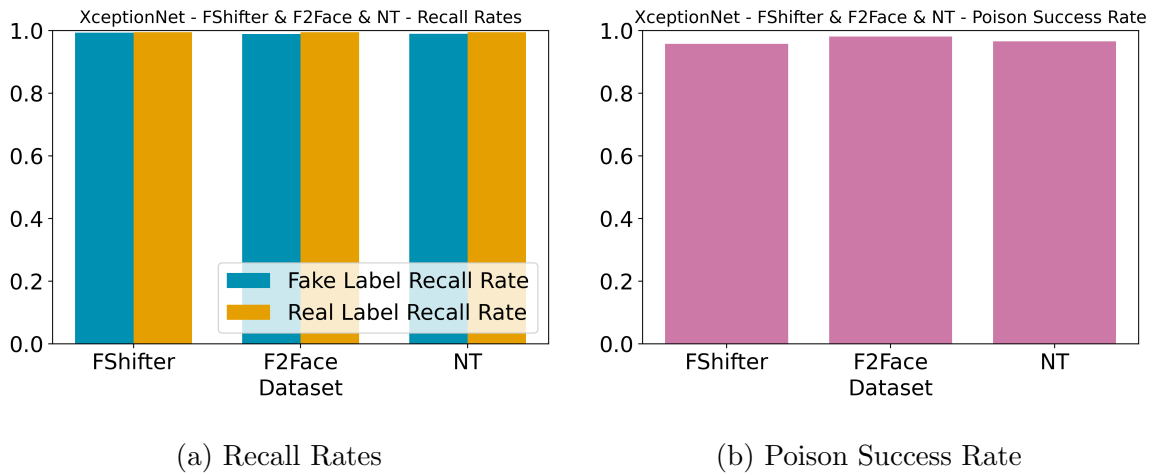 XceptionNet - FShifter & F2Face & NT - Recall Rates
1.0
0.8
0.6
0.4
0.2
0.0
Fake Label Recall Rate
Real Label Recall Rate
FShifter F2Face NT
Dataset
(a) Recall Rates
XceptionNet - FShifter & F2Face & NT - Poison Success Rate
1.0
0.8
0.6
0.4
0.2
0.0
FShifter F2Face NT
Dataset
(b) Poison Success Rate